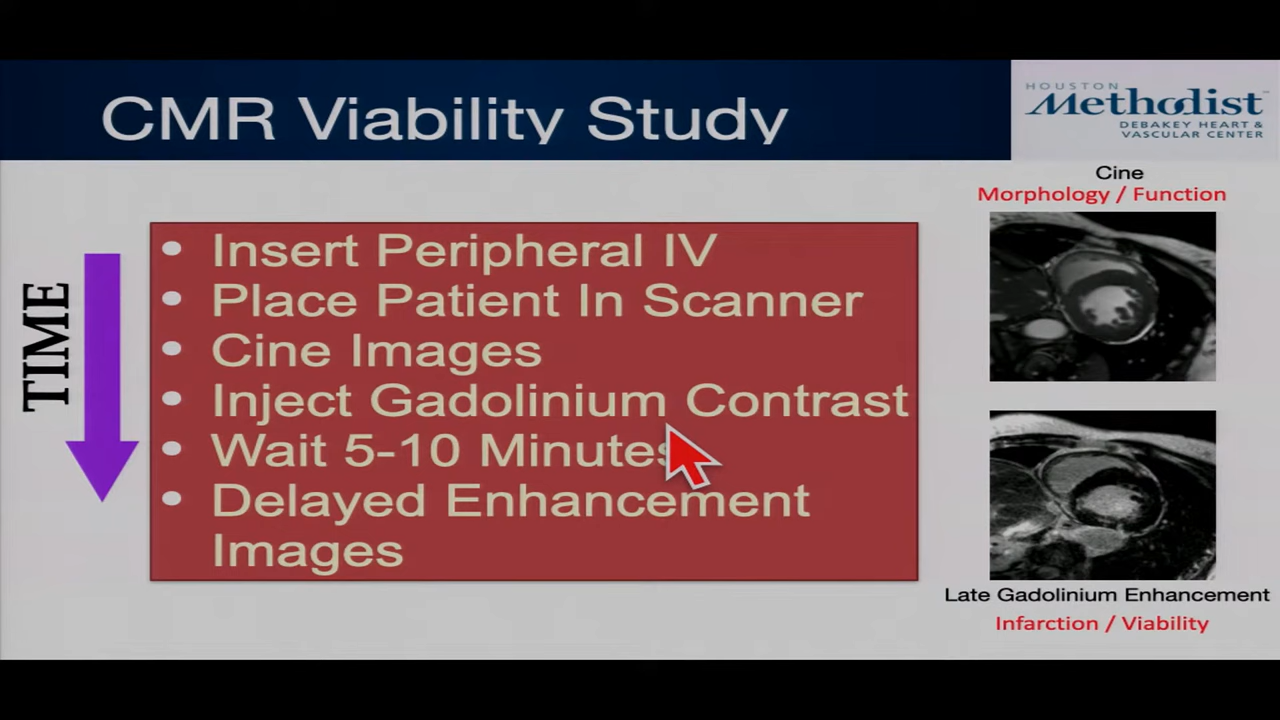 CMR Viability Study
HOUSTON
Methodist
DEBAKEY HEART &
VASCULAR CENTER
TIME
• Insert Peripheral IV
• Place Patient In Scanner
• Cine Images
• Inject Gadolinium Contrast
• Wait 5-10 Minutes
• Delayed Enhancement
Images
Cine
Morphology / Function
Late Gadolinium Enhancement
Infarction / Viability